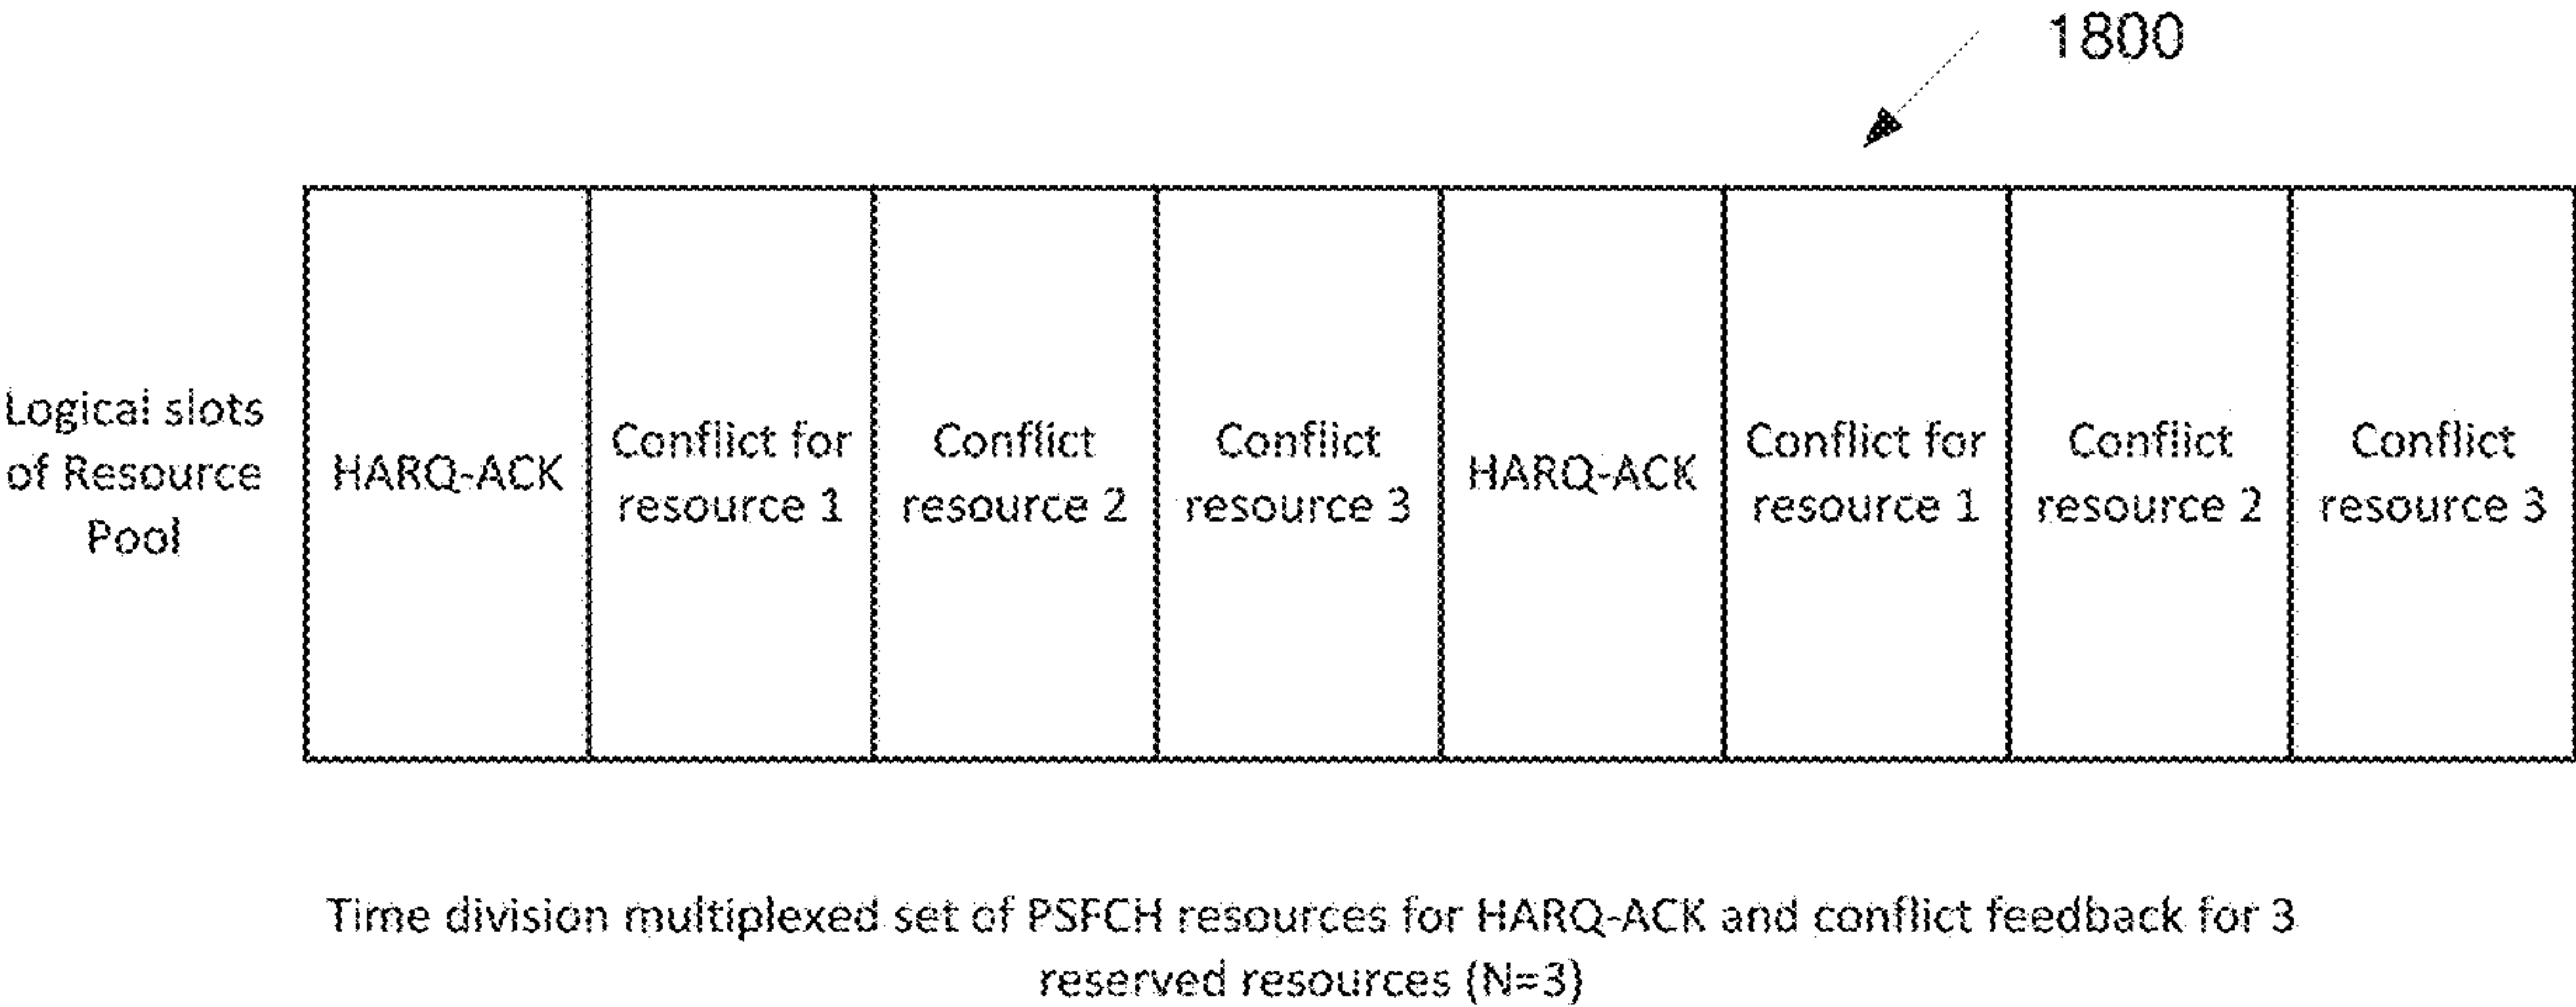 1800
Logical slots
of Resource
Pool
HARQ-ACK
Conflict for
resource 1
Conflict
resource 2
Conflict
resource 3
HARQ-ACK
Conflict for
resource 1
Conflict
resource 2
Conflict
resource 3
Time division multiplexed set of PSFCH resources for HARQ-ACK and conflict feedback for 3
reserved resources (N=3)